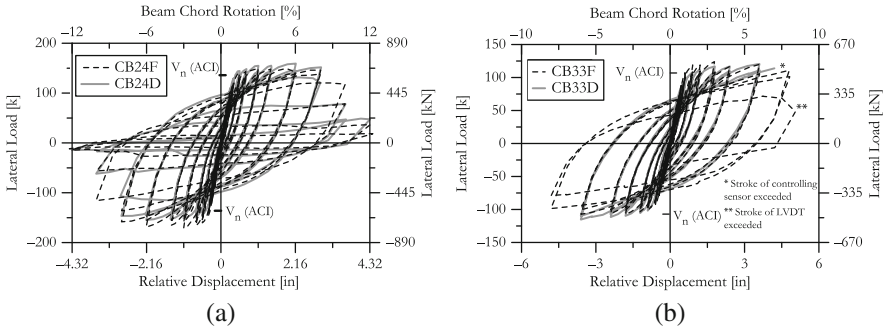 Beam Chord Rotation [%]
−12 −6 0 6 12
200 100 0 −100 −200
Lateral Load [k]
CB24F
CB24D
Vn (ACI)
Vn (ACI)
890 445 0 −445 −890
Lateral Load [kN]
−4.32 −2.16 0 2.16 4.32
Relative Displacement [in]
(a)
Beam Chord Rotation [%]
−10 −5 0 5 10
150 100 50 0 −50 −100 −150
Lateral Load [k]
CB33F
CB33D
Vn (ACI)
*
**
* Stroke of controlling
sensor exceeded
Vn (ACI)
** Stroke of LVDT
exceeded
670 335 0 −335 −670
Lateral Load [kN]
−6 −3 0 3 6
Relative Displacement [in]
(b)